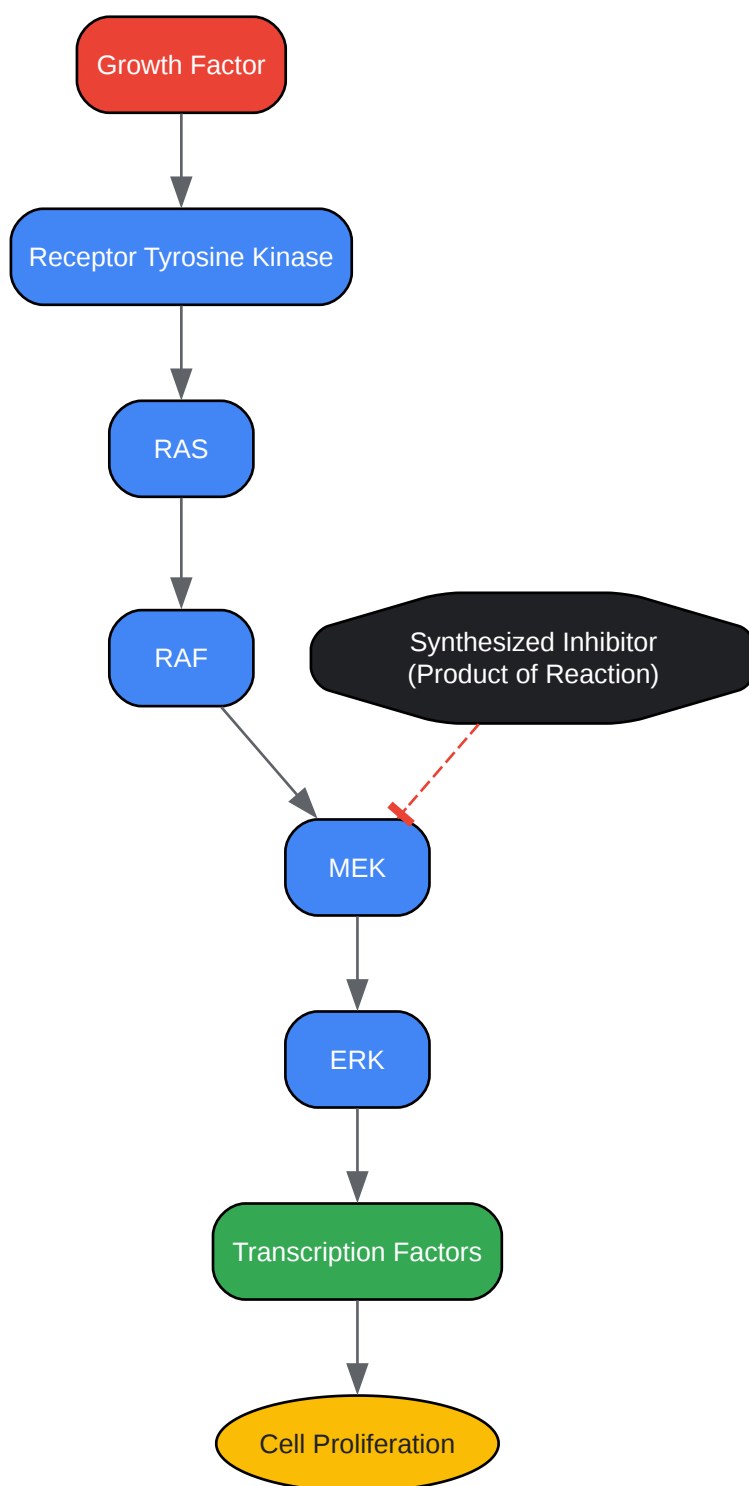 Growth Factor
Receptor Tyrosine Kinase
RAS
RAF
Synthesized Inhibitor
(Product of Reaction)
MEK
ERK
Transcription Factors
Cell Proliferation